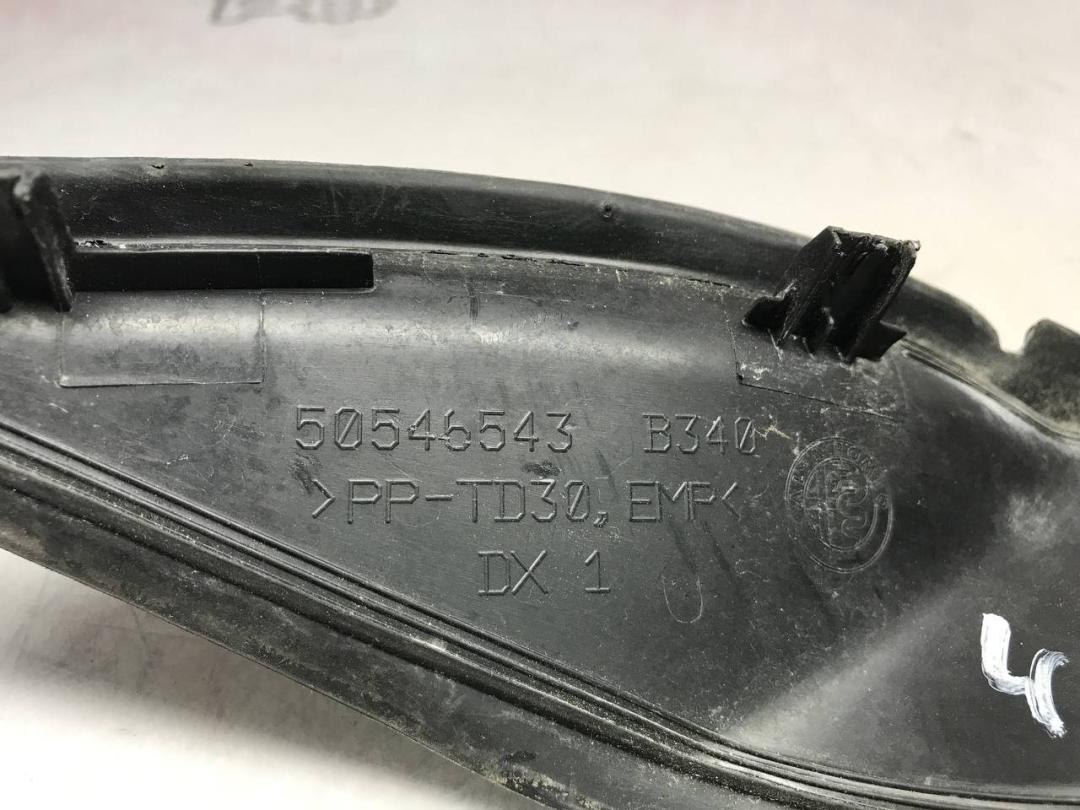 50546543 B340
>PP-TD30, EMP<
DX 1
4